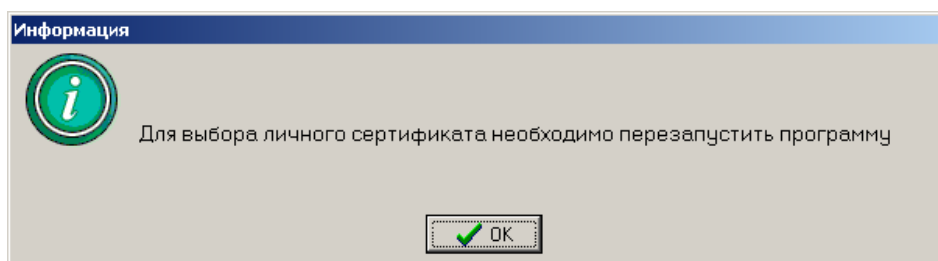 Информация
Для выбора личного сертификата необходимо перезапустить программу
OK